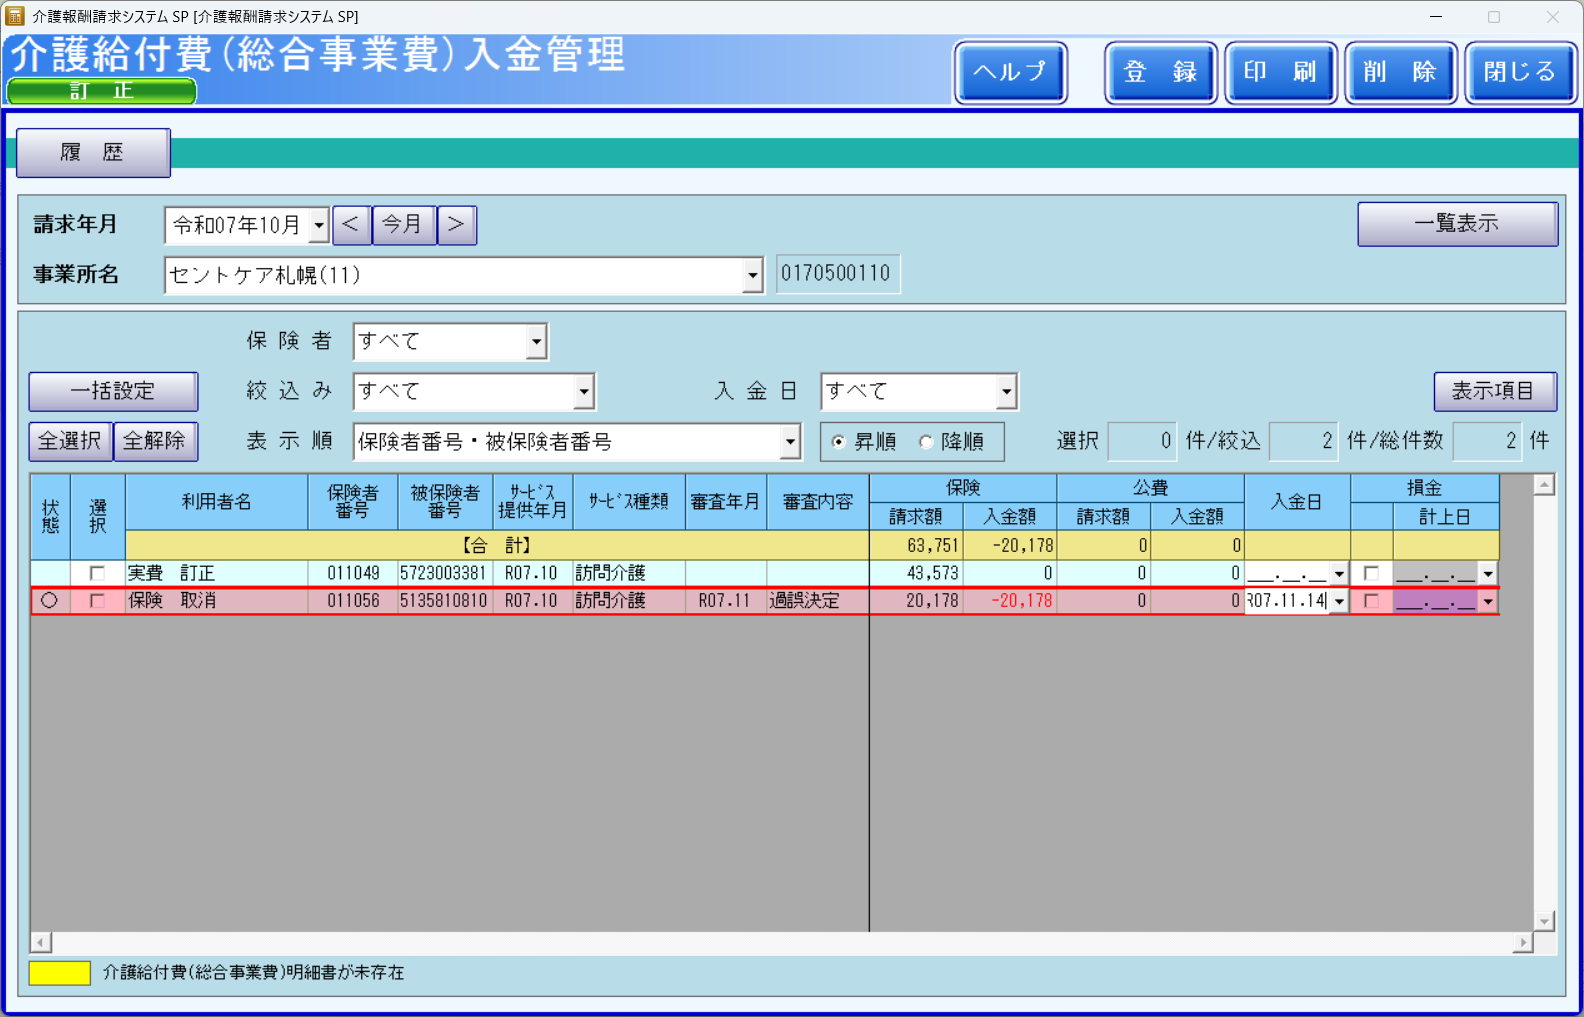 介護報酬請求システム SP [介護報酬請求システム SP]
介護給付費(総合事業費)入金管理
訂　正
ヘルプ 登　録 印　刷 削　除 閉じる
履　歴
請求年月 令和07年10月 < 今月 > 一覧表示
事業所名 セントケア札幌(11) 0170500110
保 険 者 すべて
一括設定 絞 込 み すべて 入 金 日 すべて 表示項目
全選択 全解除 表 示 順 保険者番号・被保険者番号 昇順 降順 選択 0 件/絞込 2 件/総件数 2 件
状態 選択 利用者名 保険者番号 被保険者番号 ｻｰﾋﾞｽ提供年月 ｻｰﾋﾞｽ種類 審査年月 審査内容 保険 公費 入金日 損金
請求額 入金額 請求額 入金額 計上日
【合　計】 63,751 -20,178 0 0
実費　訂正 011049 5723003381 R07.10 訪問介護 43,573 0 0 0 __.__.__ __.__.__
○ 保険　取消 011056 5135810810 R07.10 訪問介護 R07.11 過誤決定 20,178 -20,178 0 0 R07.11.14 __.__.__
介護給付費(総合事業費)明細書が未存在